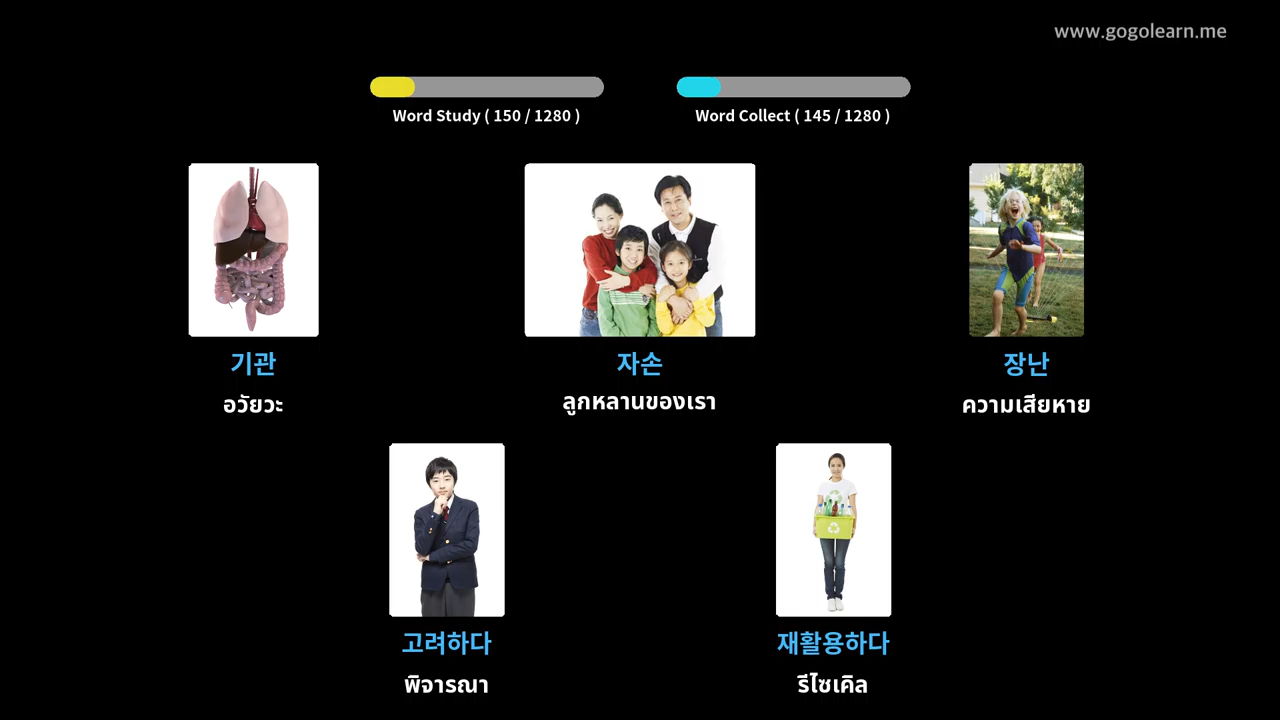 www.gogolearn.me
Word Study ( 150 / 1280 )
Word Collect ( 145 / 1280 )
기관
자손
장난
อวัยวะ
ลูกหลานของเรา
ความเสียหาย
고려하다
재활용하다
พิจารณา
รีไซเคิล